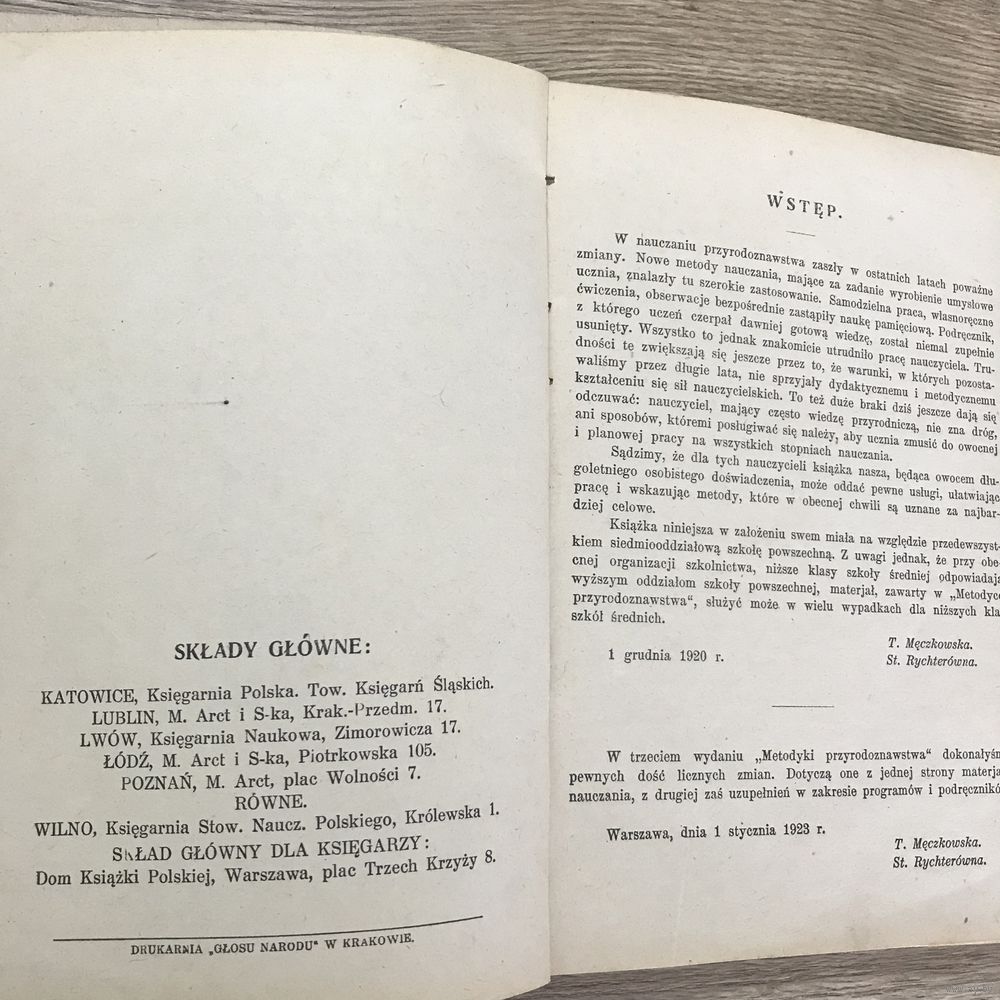 SKŁADY GŁÓWNE:
KATOWICE, Księgarnia Polska. Tow. Księgarń Śląskich.
LUBLIN, M. Arct i S-ka, Krak.-Przedm. 17.
LWÓW, Księgarnia Naukowa, Zimorowicza 17.
ŁÓDŹ, M. Arct i S-ka, Piotrkowska 105.
POZNAŃ, M. Arct, plac Wolności 7.
RÓWNE.
WILNO, Księgarnia Stow. Naucz. Polskiego, Królewska 1.
SKŁAD GŁÓWNY DLA KSIĘGARZY:
Dom Książki Polskiej, Warszawa, plac Trzech Krzyży 8.
DRUKARNIA „GŁOSU NARODU“ W KRAKOWIE.
WSTĘP.
W nauczaniu przyrodoznawstwa zaszły w ostatnich latach poważne
zmiany. Nowe metody nauczania, mające za zadanie wyrobienie umysłowe
ucznia, znalazły tu szerokie zastosowanie. Samodzielna praca, własnoręczne
ćwiczenia, obserwacje bezpośrednie zastąpiły naukę pamięciową. Podręcznik,
z którego uczeń czerpał dawniej gotową wiedzę, został niemal zupełnie
usunięty. Wszystko to jednak znakomicie utrudniło pracę nauczyciela. Tru-
dności te zwiększają się jeszcze przez to, że warunki, w których pozosta-
waliśmy przez długie lata, nie sprzyjały dydaktycznemu i metodycznemu
kształceniu się sił nauczycielskich. To też duże braki dziś jeszcze dają się
odczuwać: nauczyciel, mający często wiedzę przyrodniczą, nie zna dróg,
ani sposobów, któremi posługiwać się należy, aby ucznia zmusić do owocnej
i planowej pracy na wszystkich stopniach nauczania.
Sądzimy, że dla tych nauczycieli książka nasza, będąca owocem dłu-
goletniego osobistego doświadczenia, może oddać pewne usługi, ułatwiając
pracę i wskazując metody, które w obecnej chwili są uznane za najbar-
dziej celowe.
Książka niniejsza w założeniu swem miała na względzie przedewszyst-
kiem siedmiooddziałową szkołę powszechną. Z uwagi jednak, że przy obe-
cnej organizacji szkolnictwa, niższe klasy szkoły średniej odpowiadają
wyższym oddziałom szkoły powszechnej, materjał, zawarty w „Metodyce
przyrodoznawstwa“, służyć może w wielu wypadkach dla niższych kla
szkół średnich.
1 grudnia 1920 r.
T. Męczkowska.
St. Rychterówna.
W trzeciem wydaniu „Metodyki przyrodoznawstwa“ dokonałyśm
pewnych dość licznych zmian. Dotyczą one z jednej strony materja
nauczania, z drugiej zaś uzupełnień w zakresie programów i podręcznikó
Warszawa, dnia 1 stycznia 1923 r.
T. Męczkowska.
St. Rychterówna.